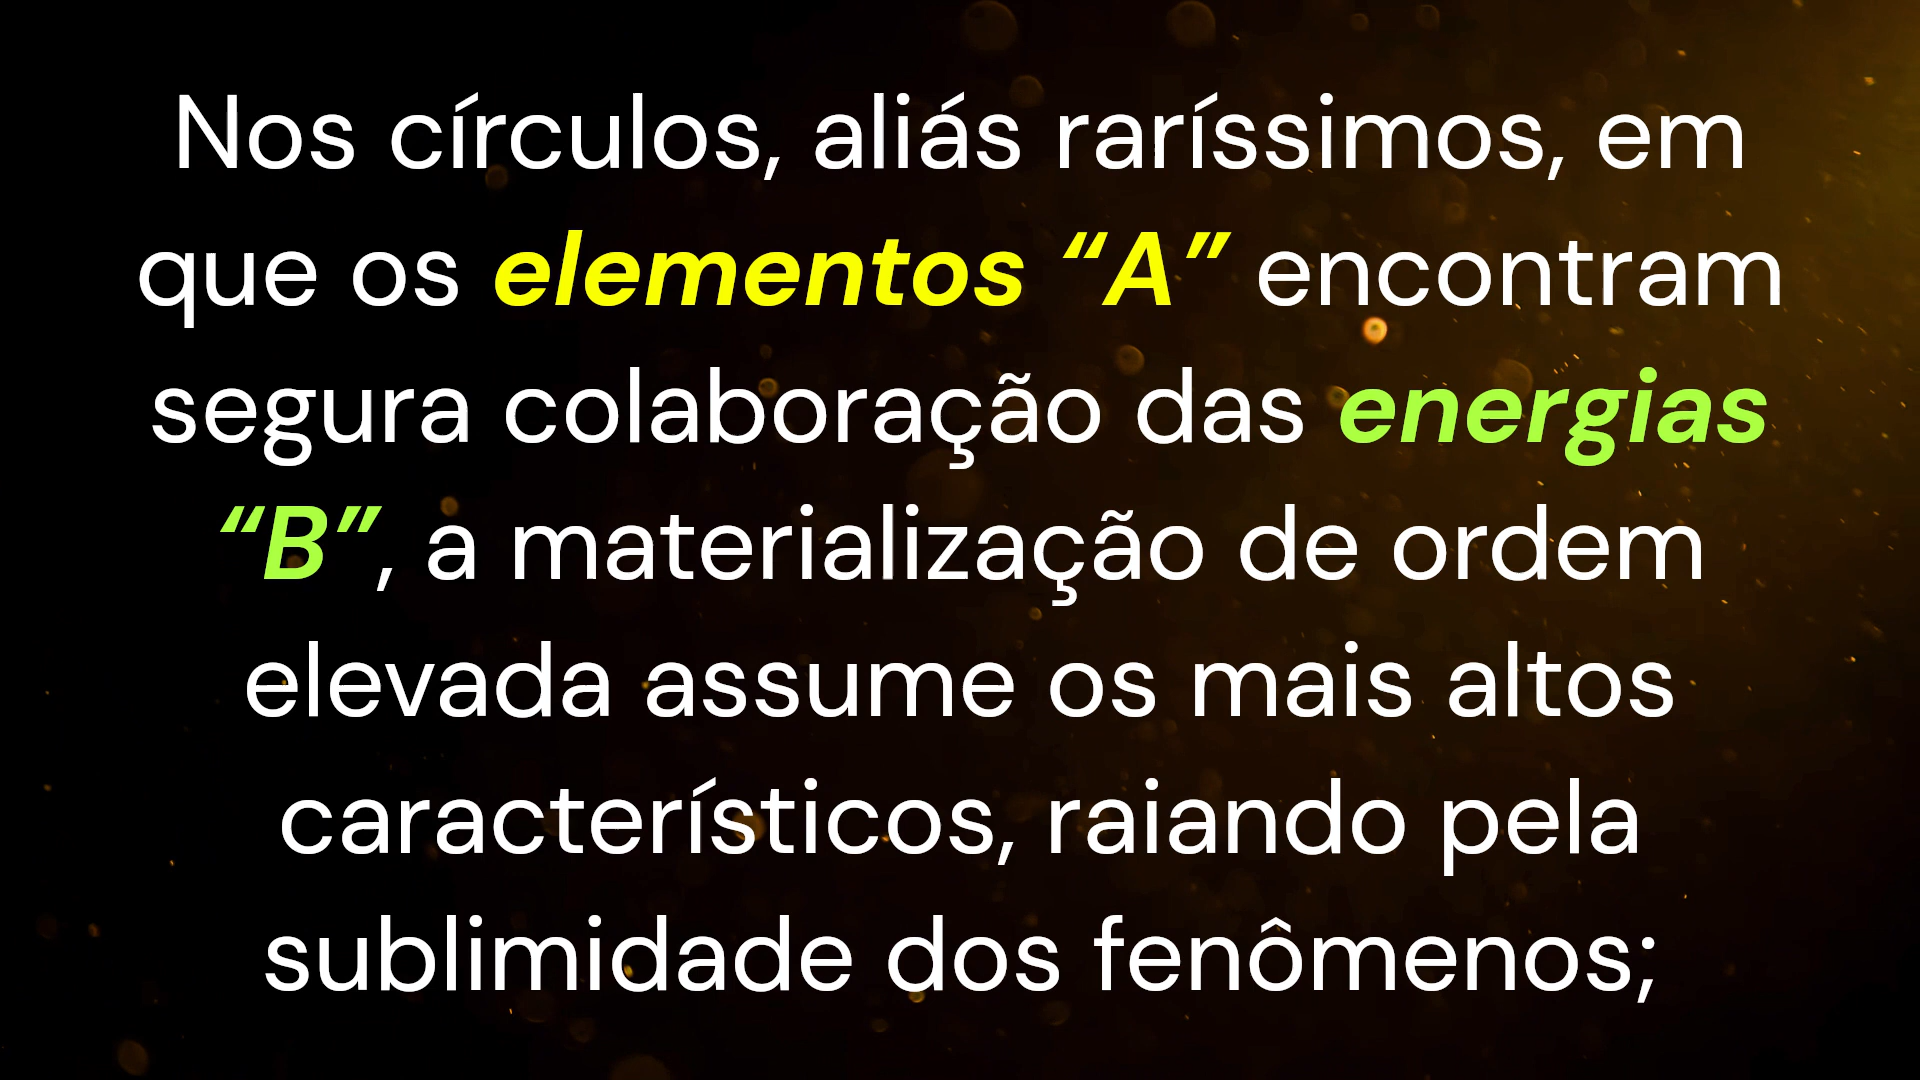 Nos círculos, aliás raríssimos, em
que os elementos “A” encontram
segura colaboração das energias
“B”, a materialização de ordem
elevada assume os mais altos
característicos, raiando pela
sublimidade dos fenômenos;